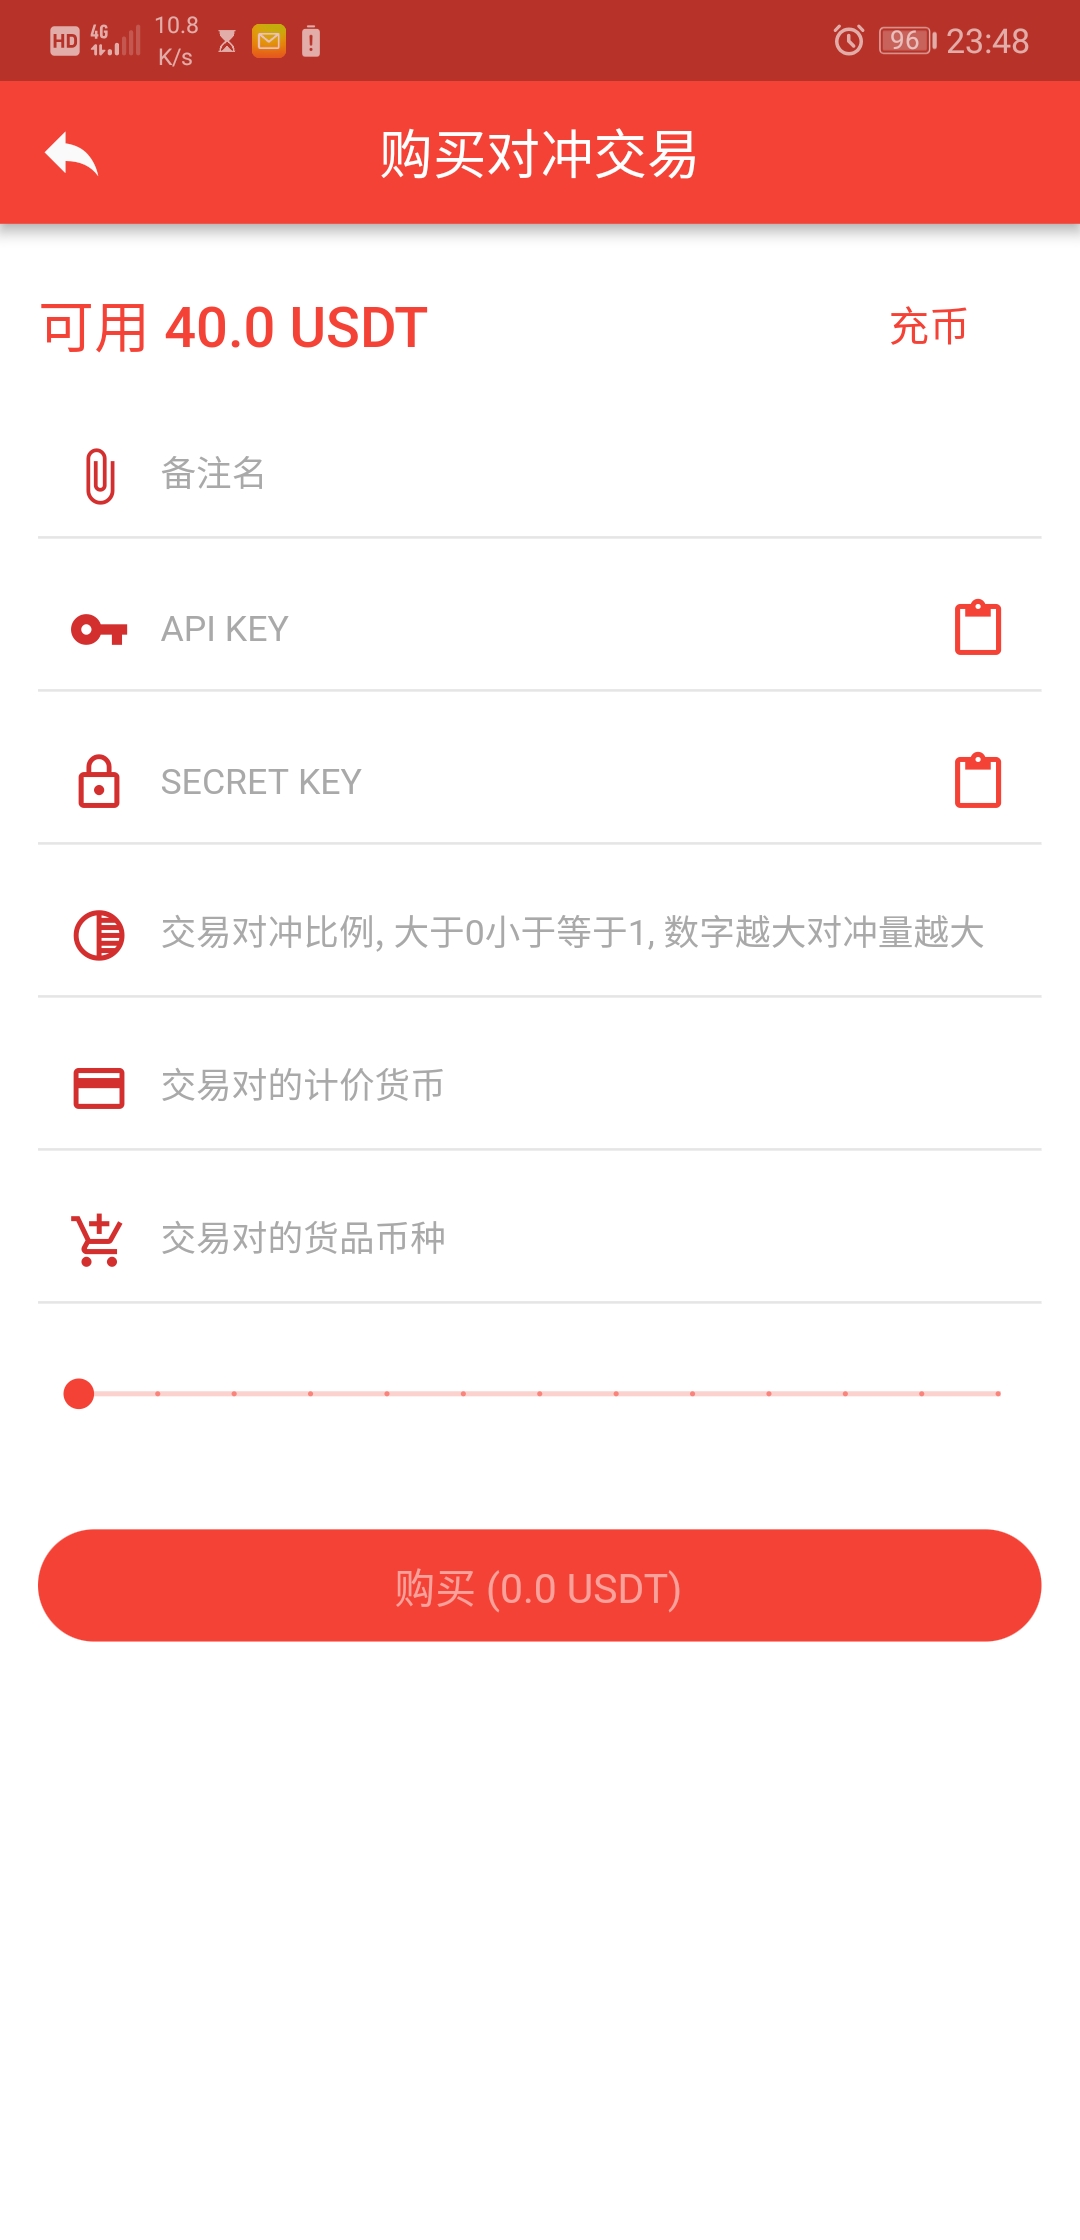 HD 4G 10.8 K/s 96 23:48
购买对冲交易
可用 40.0 USDT 充币
备注名
API KEY
SECRET KEY
交易对冲比例, 大于0小于等于1, 数字越大对冲量越大
交易对的计价货币
交易对的货品币种
购买 (0.0 USDT)